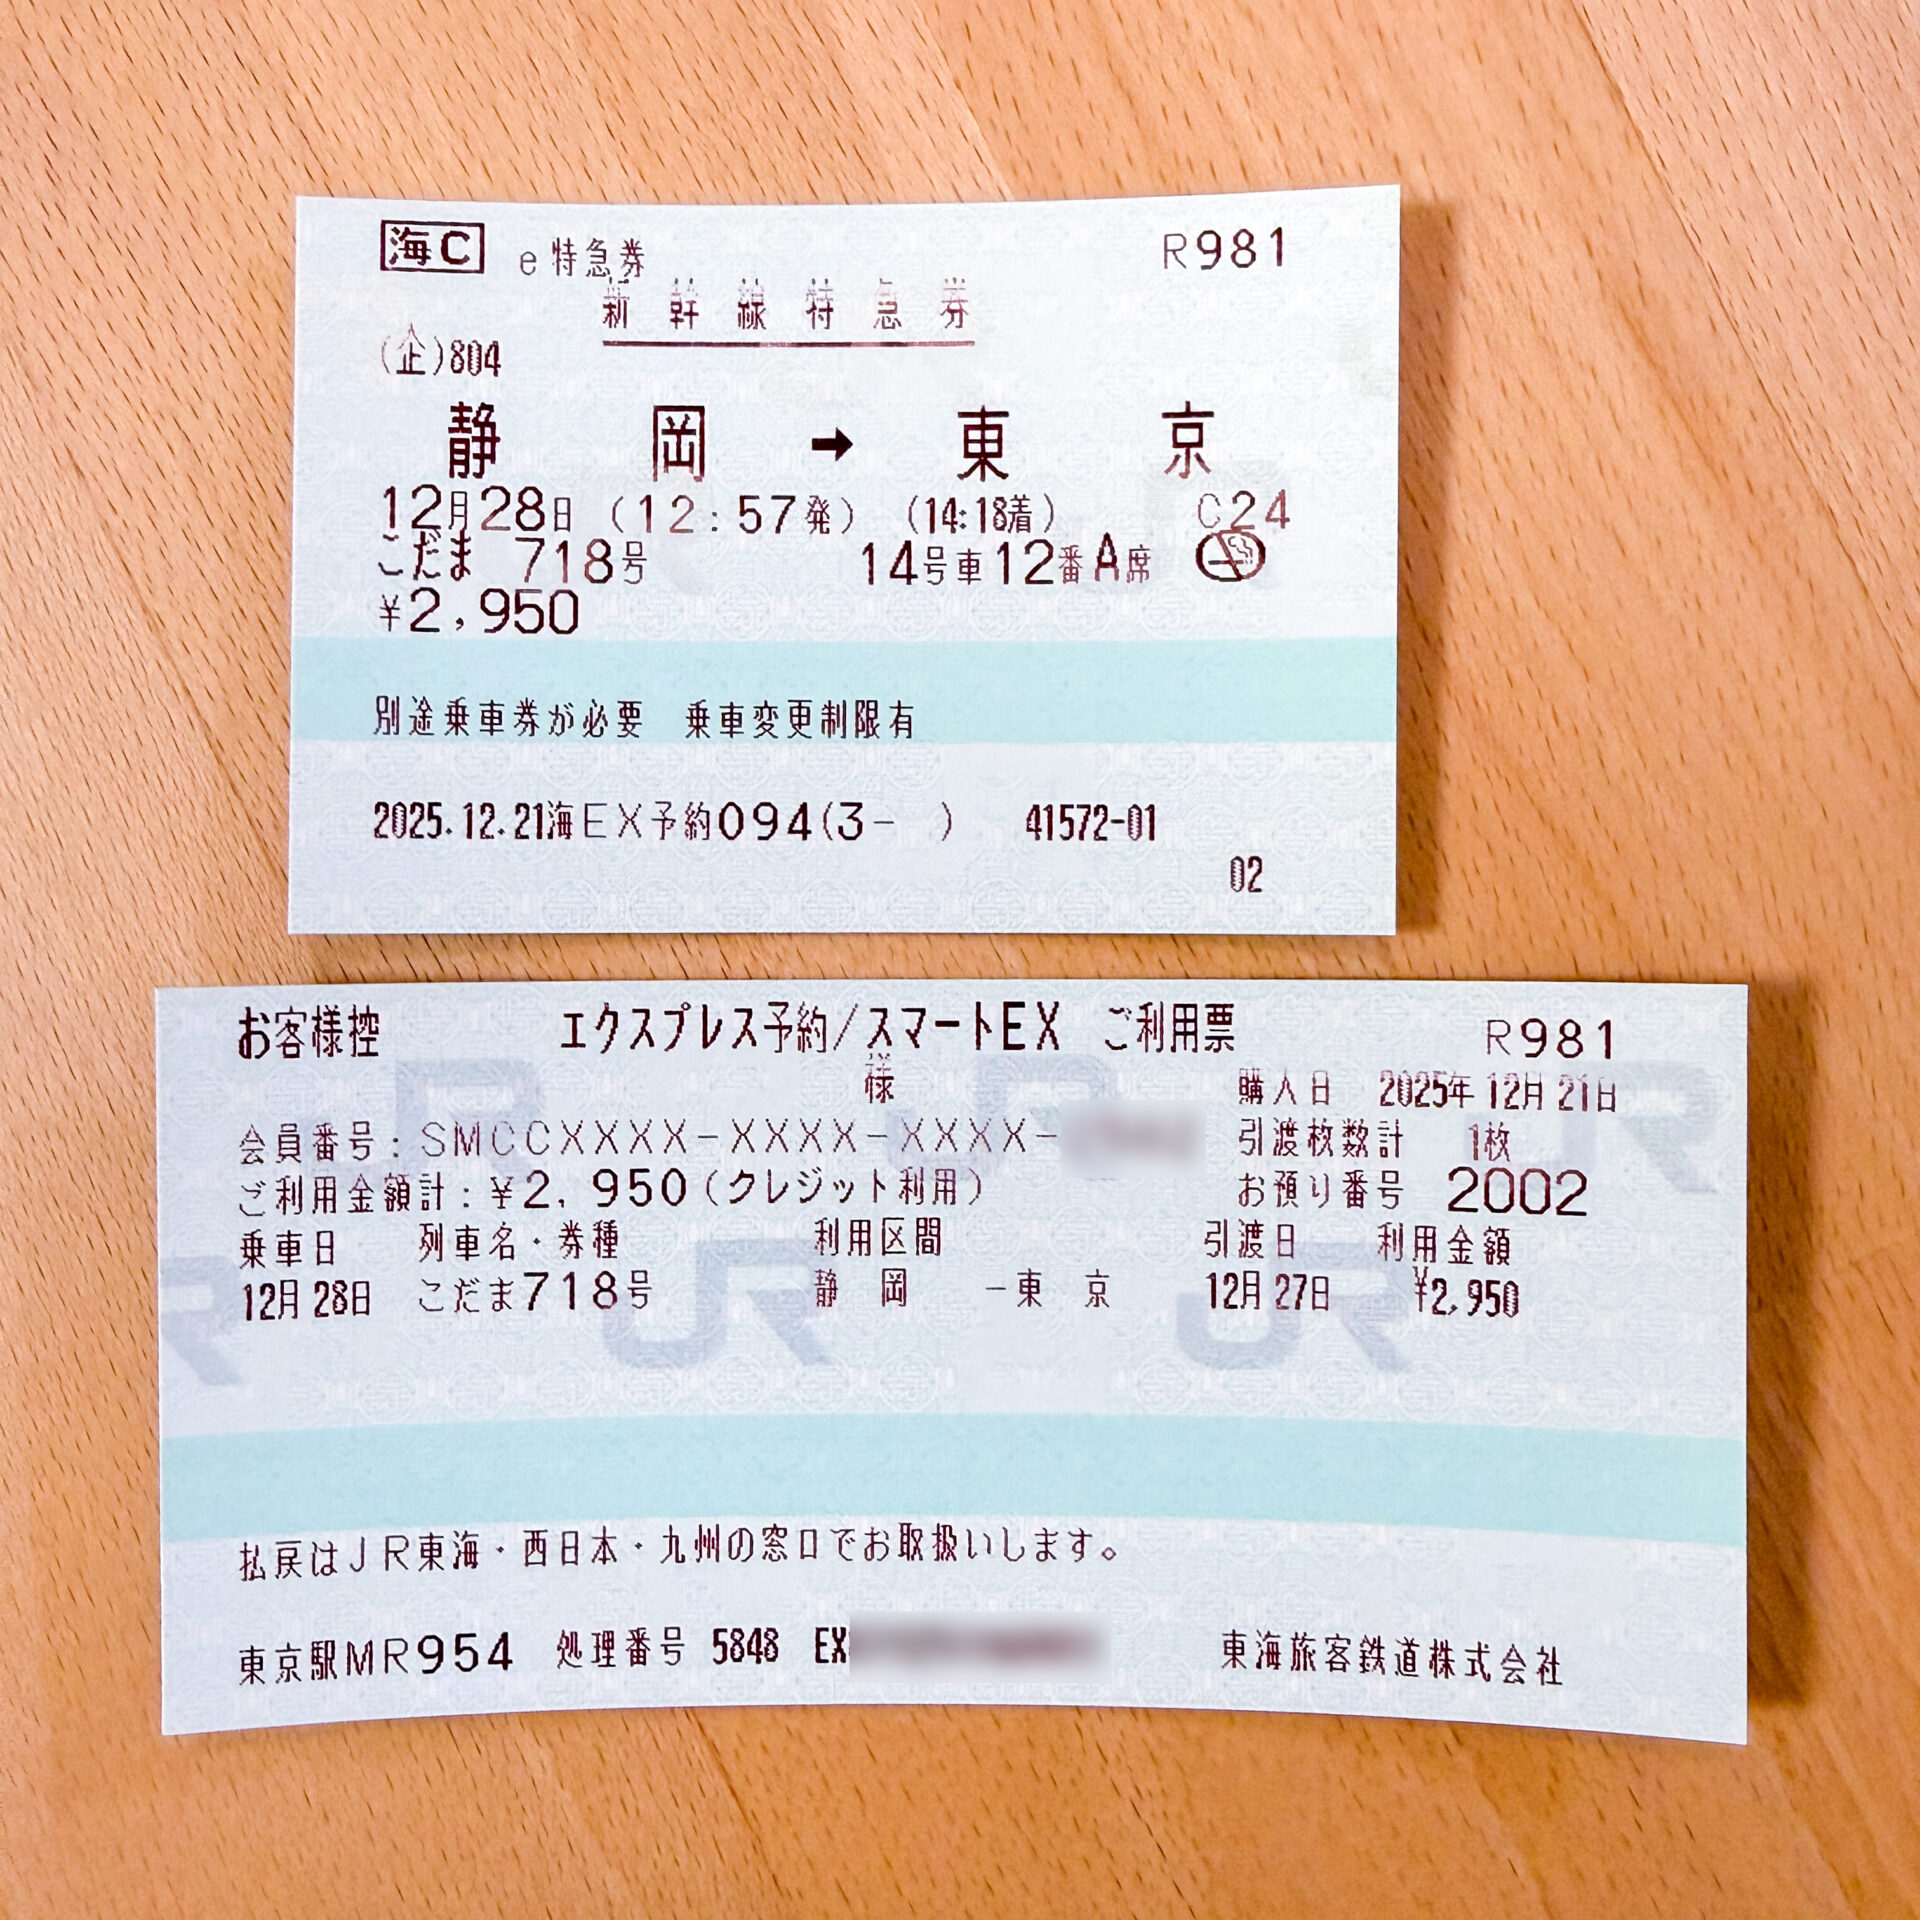 海C e特急券 R981
新幹線特急券
(企)804
静岡➡東京
12月28日 (12:57発) (14:18着) C24
こだま 718号 14号車12番A席
¥2,950
別途乗車券が必要 乗車変更制限有
2025.12.21海EX予約094(3- ) 41572-01
02
お客様控 エクスプレス予約/スマートEX ご利用票 R981
様
購入日 2025年12月21日
会員番号:SMCCXXXX-XXXX-XXXX-
引渡枚数計 1枚
ご利用金額計:¥2,950(クレジット利用)
お預り番号 2002
乗車日 列車名・券種 利用区間 引渡日 利用金額
12月28日 こだま718号 静岡 -東京 12月27日 ¥2,950
払戻はJR東海・西日本・九州の窓口でお取扱いします。
東京駅MR954 処理番号 5848 EX 東海旅客鉄道株式会社
JR
JR
JR
JR
JR